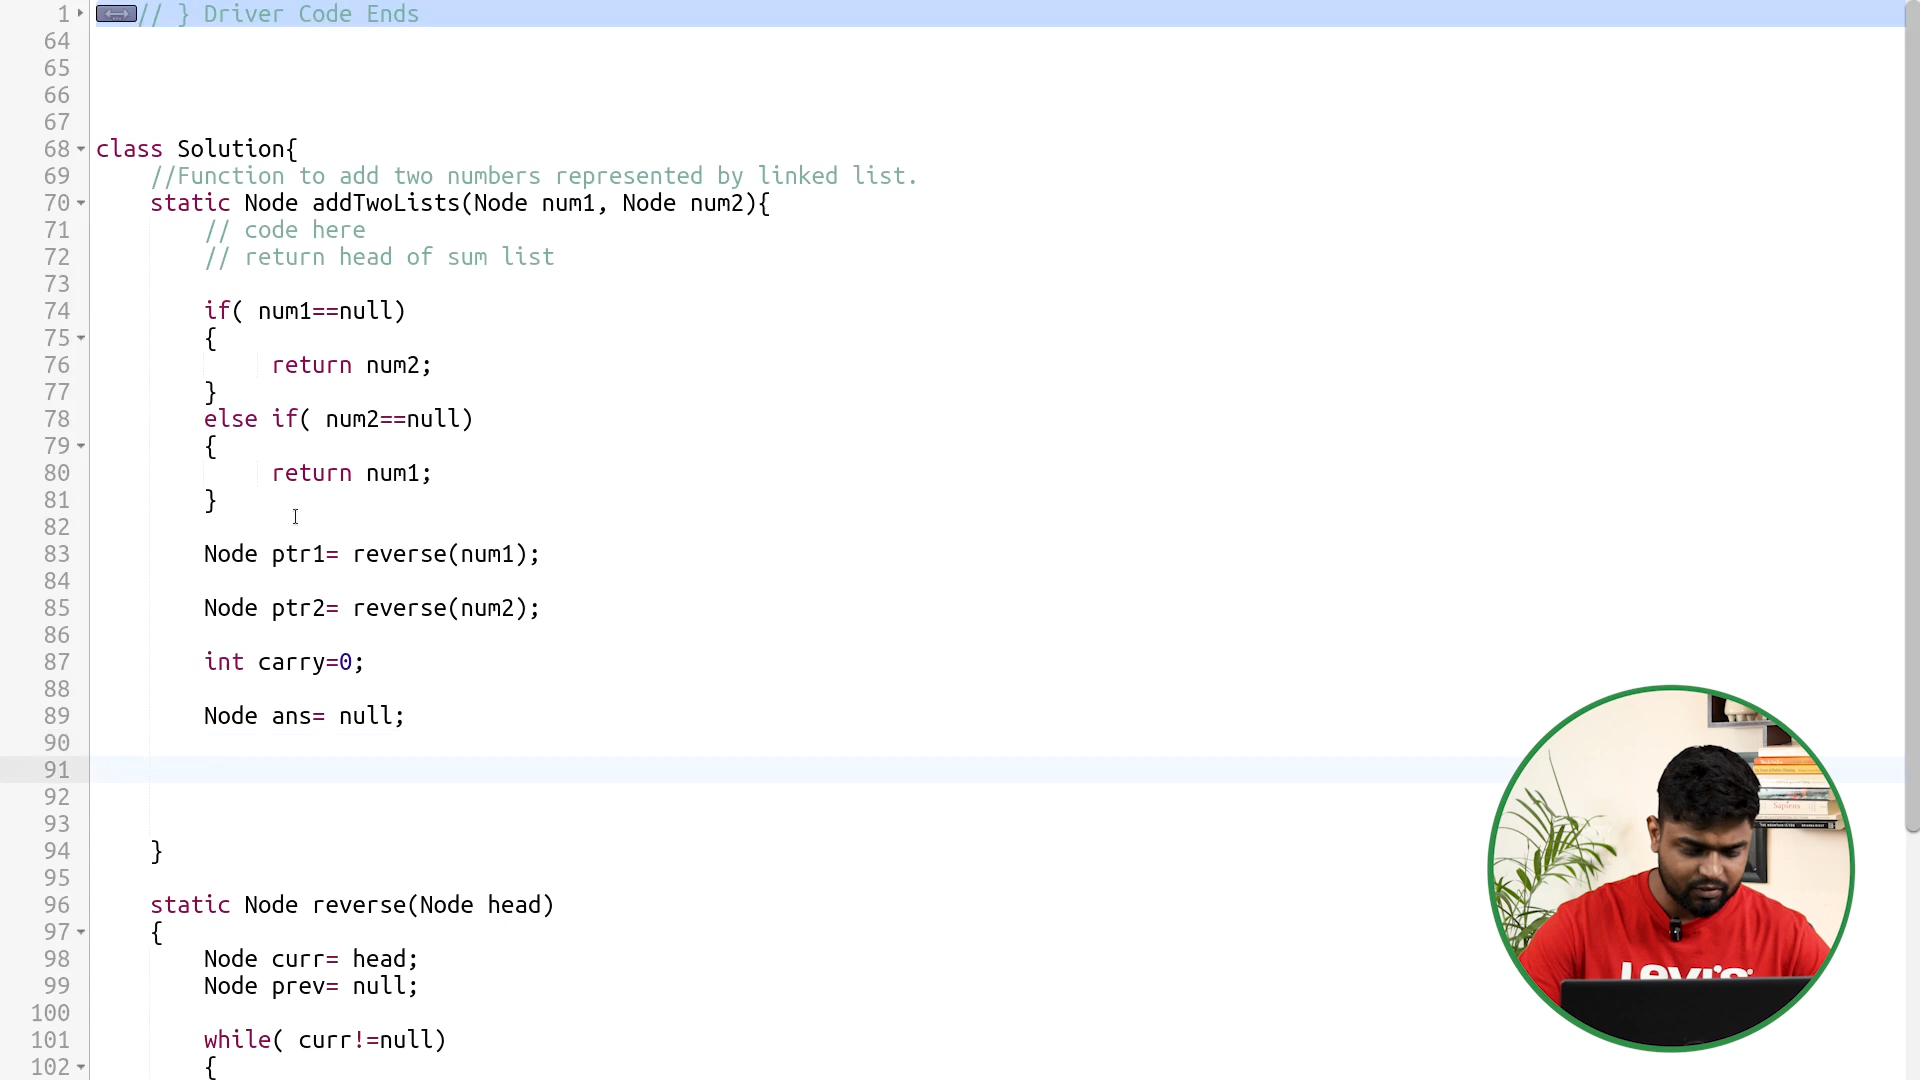 1 // } Driver Code Ends
64
65
66
67
68 class Solution{
69 //Function to add two numbers represented by linked list.
70 static Node addTwoLists(Node num1, Node num2){
71 // code here
72 // return head of sum list
73
74 if( num1==null)
75 {
76 return num2;
77 }
78 else if( num2==null)
79 {
80 return num1;
81 }
82
83 Node ptr1= reverse(num1);
84
85 Node ptr2= reverse(num2);
86
87 int carry=0;
88
89 Node ans= null;
90
91
92
93
94 }
95
96 static Node reverse(Node head)
97 {
98 Node curr= head;
99 Node prev= null;
100
101 while( curr!=null)
102 {
Sapiens
Levi's